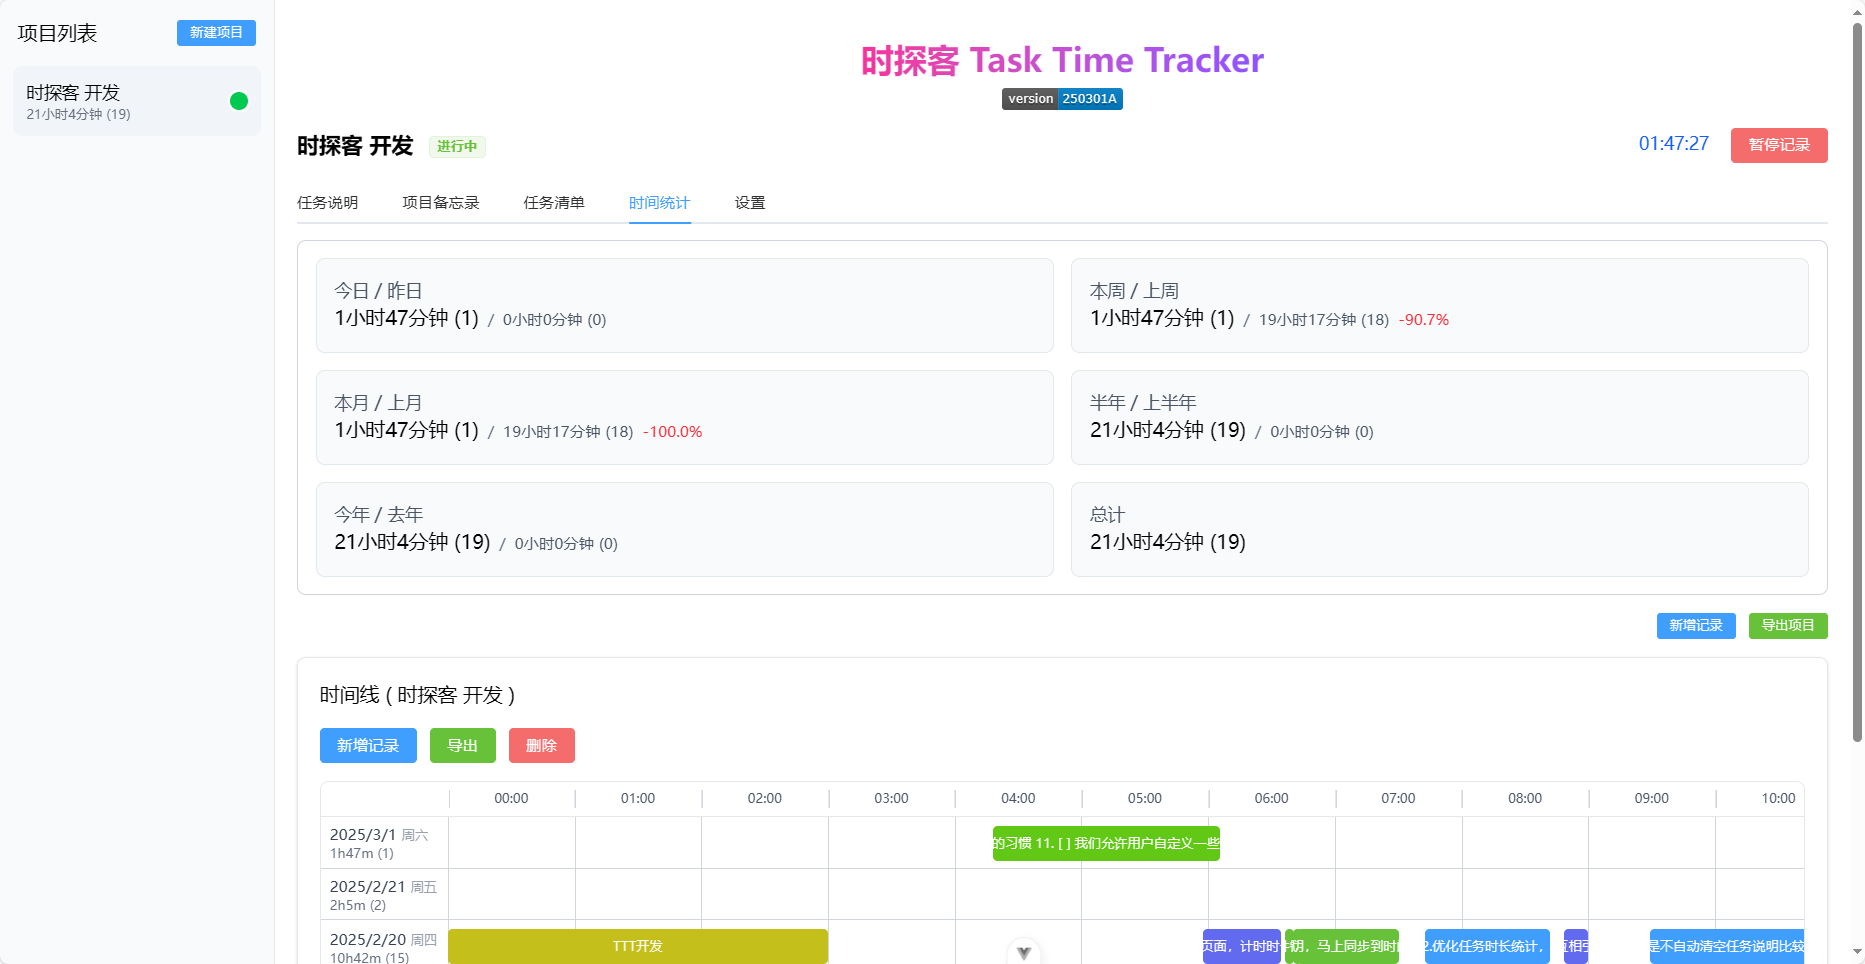 项目列表
新建项目
时探客 开发
21小时4分钟 (19)
时探客 Task Time Tracker
version 250301A
时探客 开发 进行中
01:47:27 暂停记录
任务说明 项目备忘录 任务清单 时间统计 设置
今日 / 昨日
1小时47分钟 (1) / 0小时0分钟 (0)
本周 / 上周
1小时47分钟 (1) / 19小时17分钟 (18) -90.7%
本月 / 上月
1小时47分钟 (1) / 19小时17分钟 (18) -100.0%
半年 / 上半年
21小时4分钟 (19) / 0小时0分钟 (0)
今年 / 去年
21小时4分钟 (19) / 0小时0分钟 (0)
总计
21小时4分钟 (19)
新增记录 导出项目
时间线 ( 时探客 开发 )
新增记录 导出 删除
00:00 01:00 02:00 03:00 04:00 05:00 06:00 07:00 08:00 09:00 10:00
2025/3/1 周六
1h47m (1)
的习惯 11. [ ] 我们允许用户自定义一些
2025/2/21 周五
2h5m (2)
2025/2/20 周四
10h42m (15)
TTT开发
页面，计时时
明，马上同步到时
2.优化任务时长统计，
互相
是不自动清空任务说明比较